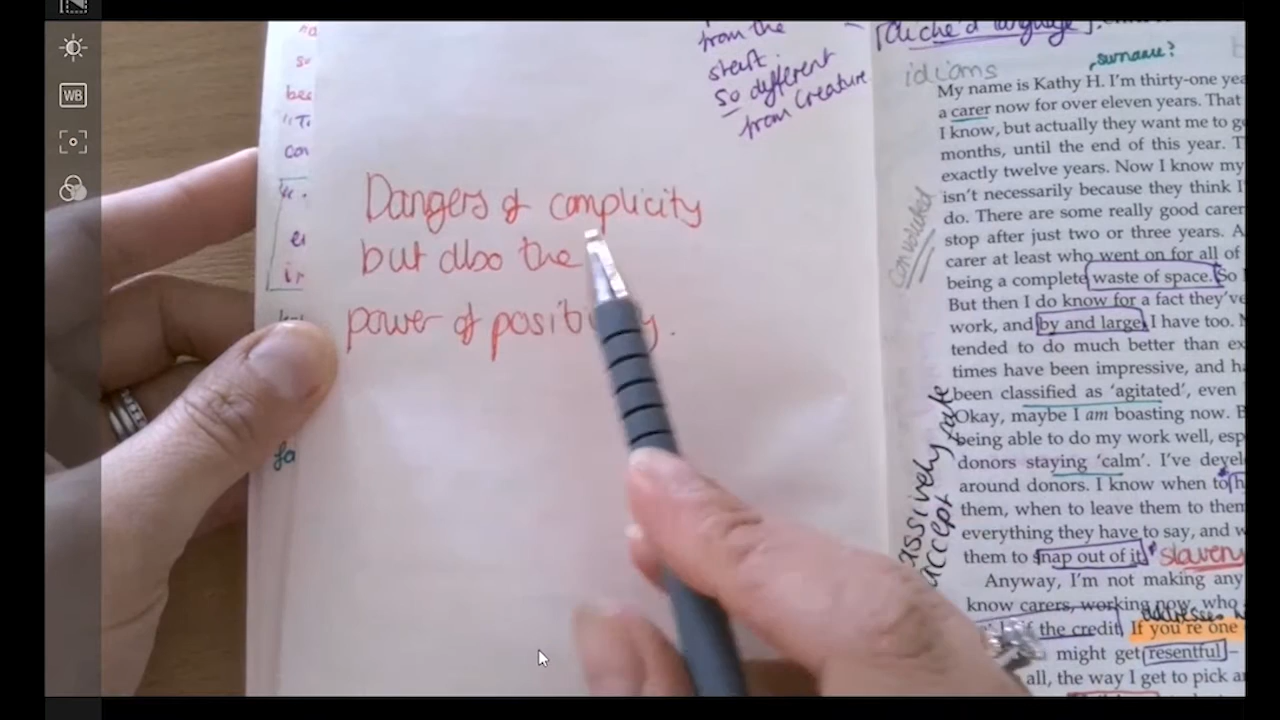 WB
from the
start
so different
from Creature
Dangers of complicity
but also the
power of
[cliché'd language].
surname?
idioms
My name is Kathy H. I'm thirty-one yea
a carer now for over eleven years. That
I know, but actually they want me to g
months, until the end of this year. T
exactly twelve years. Now I know my
isn't necessarily because they think I
do. There are some really good carer
stop after just two or three years. A
carer at least who went on for all of
being a complete waste of space. So
But then I do know for a fact they've
work, and by and large, I have too.
tended to do much better than ex
times have been impressive, and ha
been classified as 'agitated', even
Okay, maybe I am boasting now. B
being able to do my work well, esp
donors staying 'calm'. I've devel
around donors. I know when to h
them, when to leave them to them
everything they have to say, and w
them to snap out of it. slavery
Anyway, I'm not making any
know carers, working now, who
addresses
if the credit. If you're one
might get resentful –
all, the way I get to pick a
convoluted
passively accept fate